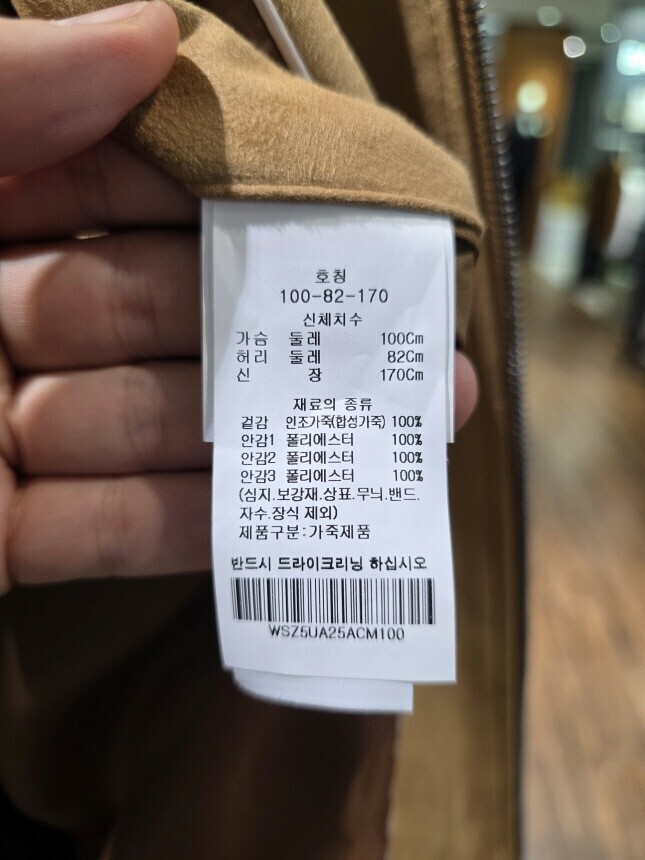 호칭
100-82-170
신체치수
가슴 둘레 100Cm
허리 둘레 82Cm
신 장 170Cm
재료의 종류
겉감 인조가죽(합성가죽) 100%
안감1 폴리에스터 100%
안감2 폴리에스터 100%
안감3 폴리에스터 100%
(심지.보강재.상표.무늬.밴드.
자수.장식 제외)
제품구분:가죽제품
반드시 드라이크리닝 하십시오
WSZ5UA25ACM100